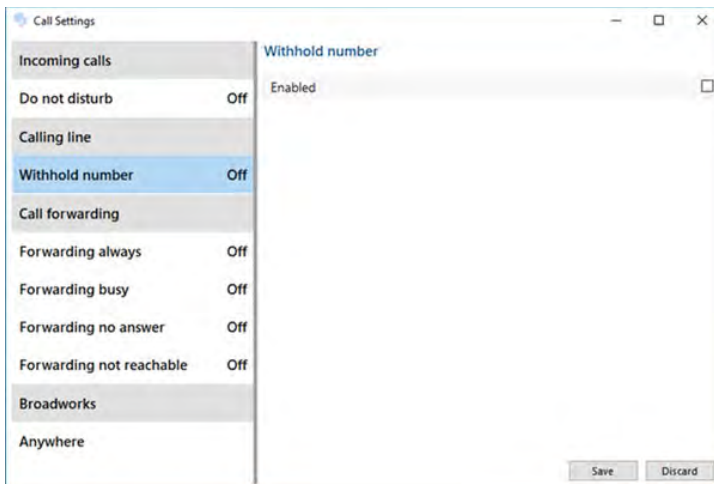 Call Settings
Incoming calls
Do not disturb Off
Calling line
Withhold number Off
Call forwarding
Forwarding always Off
Forwarding busy Off
Forwarding no answer Off
Forwarding not reachable Off
Broadworks
Anywhere
Withhold number
Enabled
Save Discard